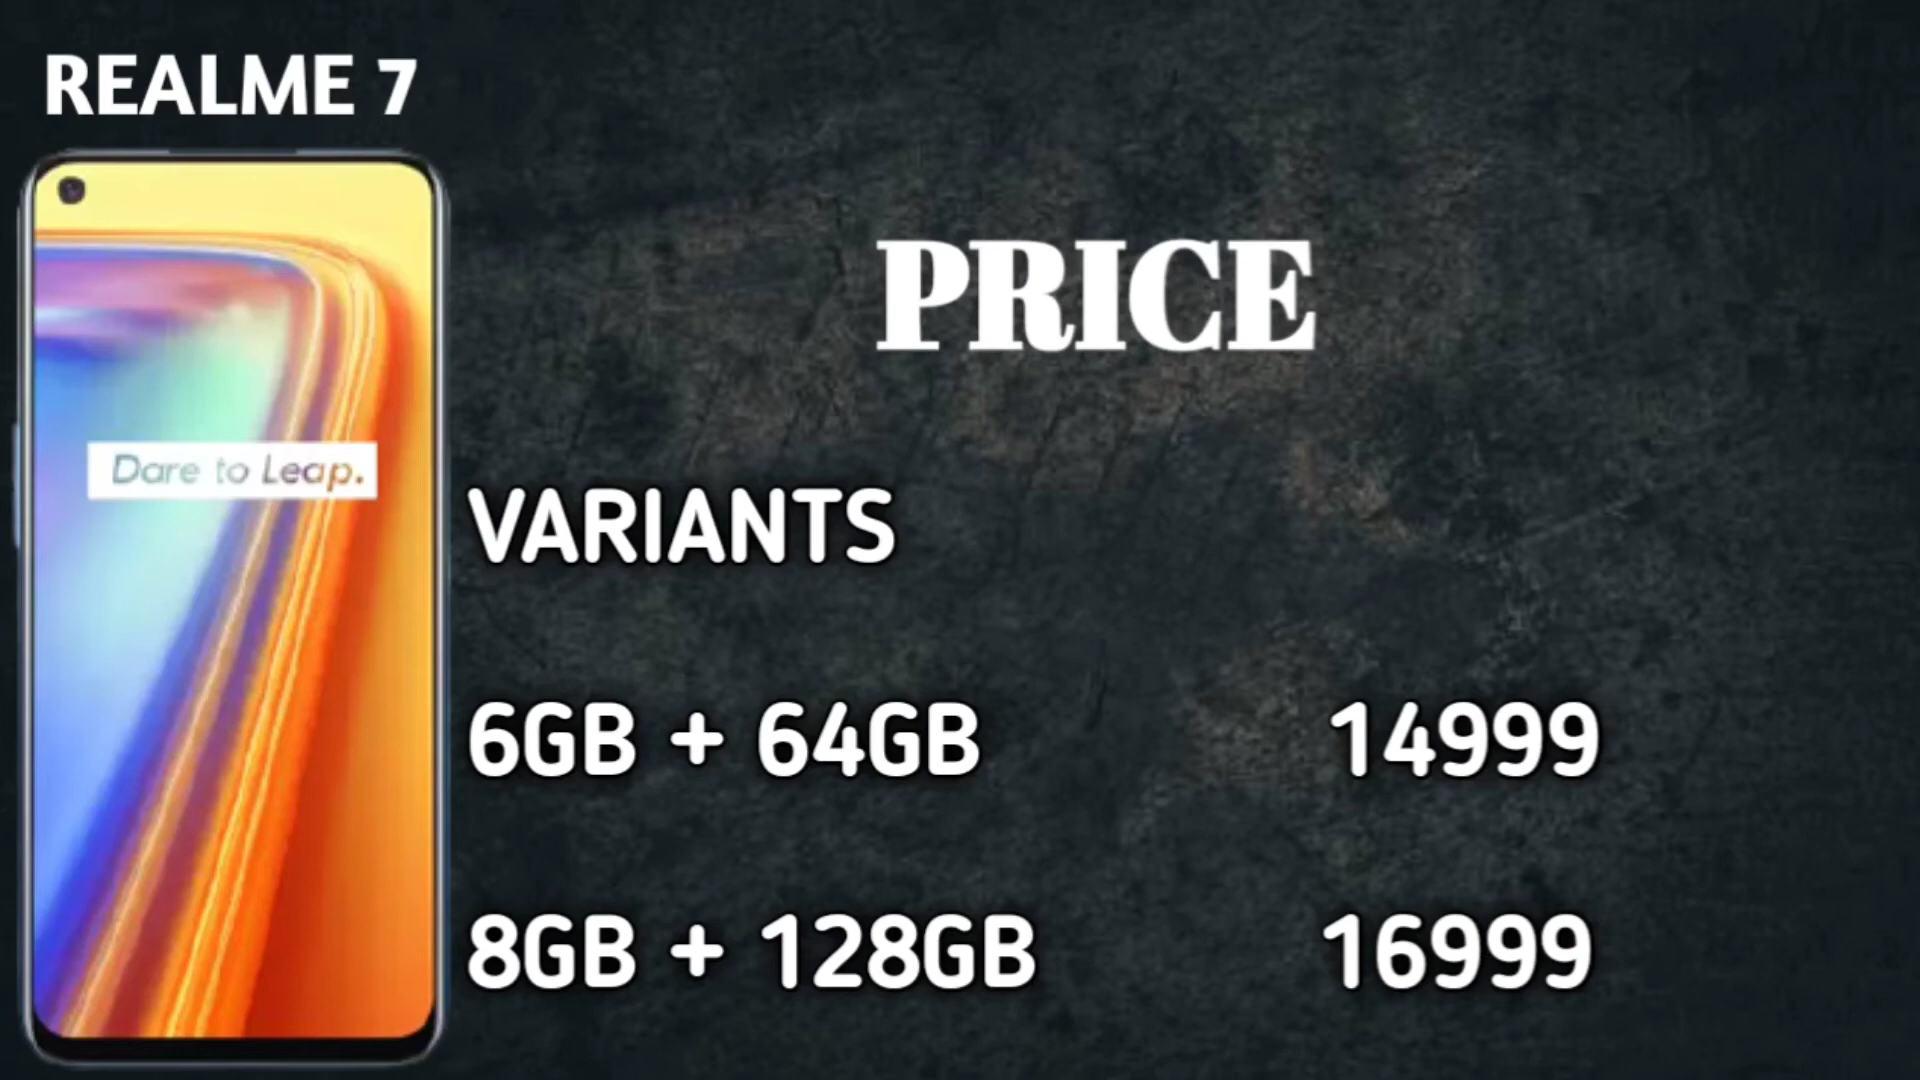 REALME 7
PRICE
Dare to Leap.
VARIANTS
6GB + 64GB 14999
8GB + 128GB 16999